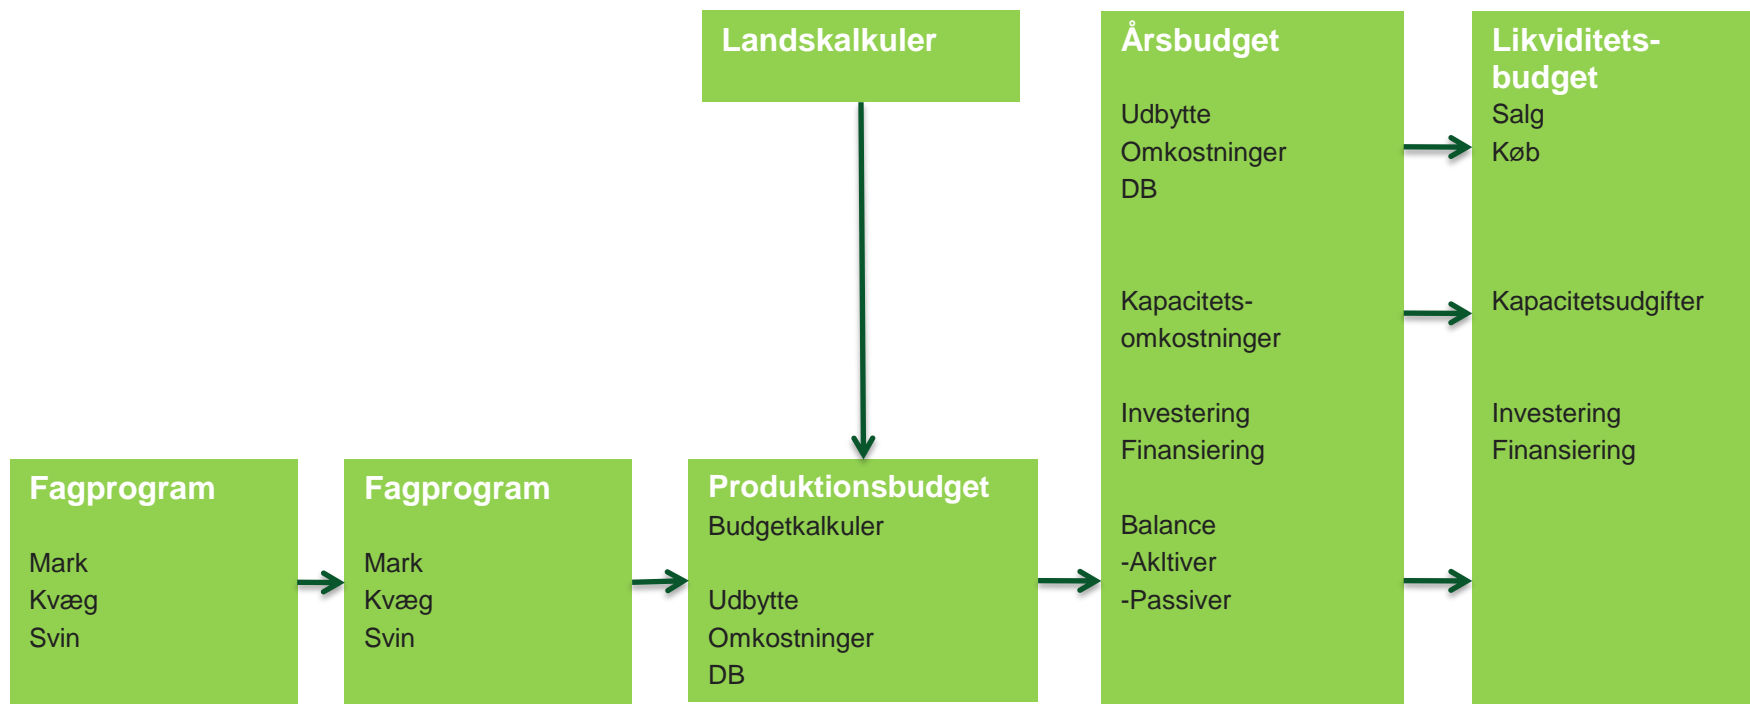 Landskalkuler
Årsbudget
Udbytte
Omkostninger
DB
Kapacitets-
omkostninger
Investering
Finansiering
Balance
-Akltiver
-Passiver
Likviditets-
budget
Salg
Køb
Kapacitetsudgifter
Investering
Finansiering
Fagprogram
Mark
Kvæg
Svin
Fagprogram
Mark
Kvæg
Svin
Produktionsbudget
Budgetkalkuler
Udbytte
Omkostninger
DB